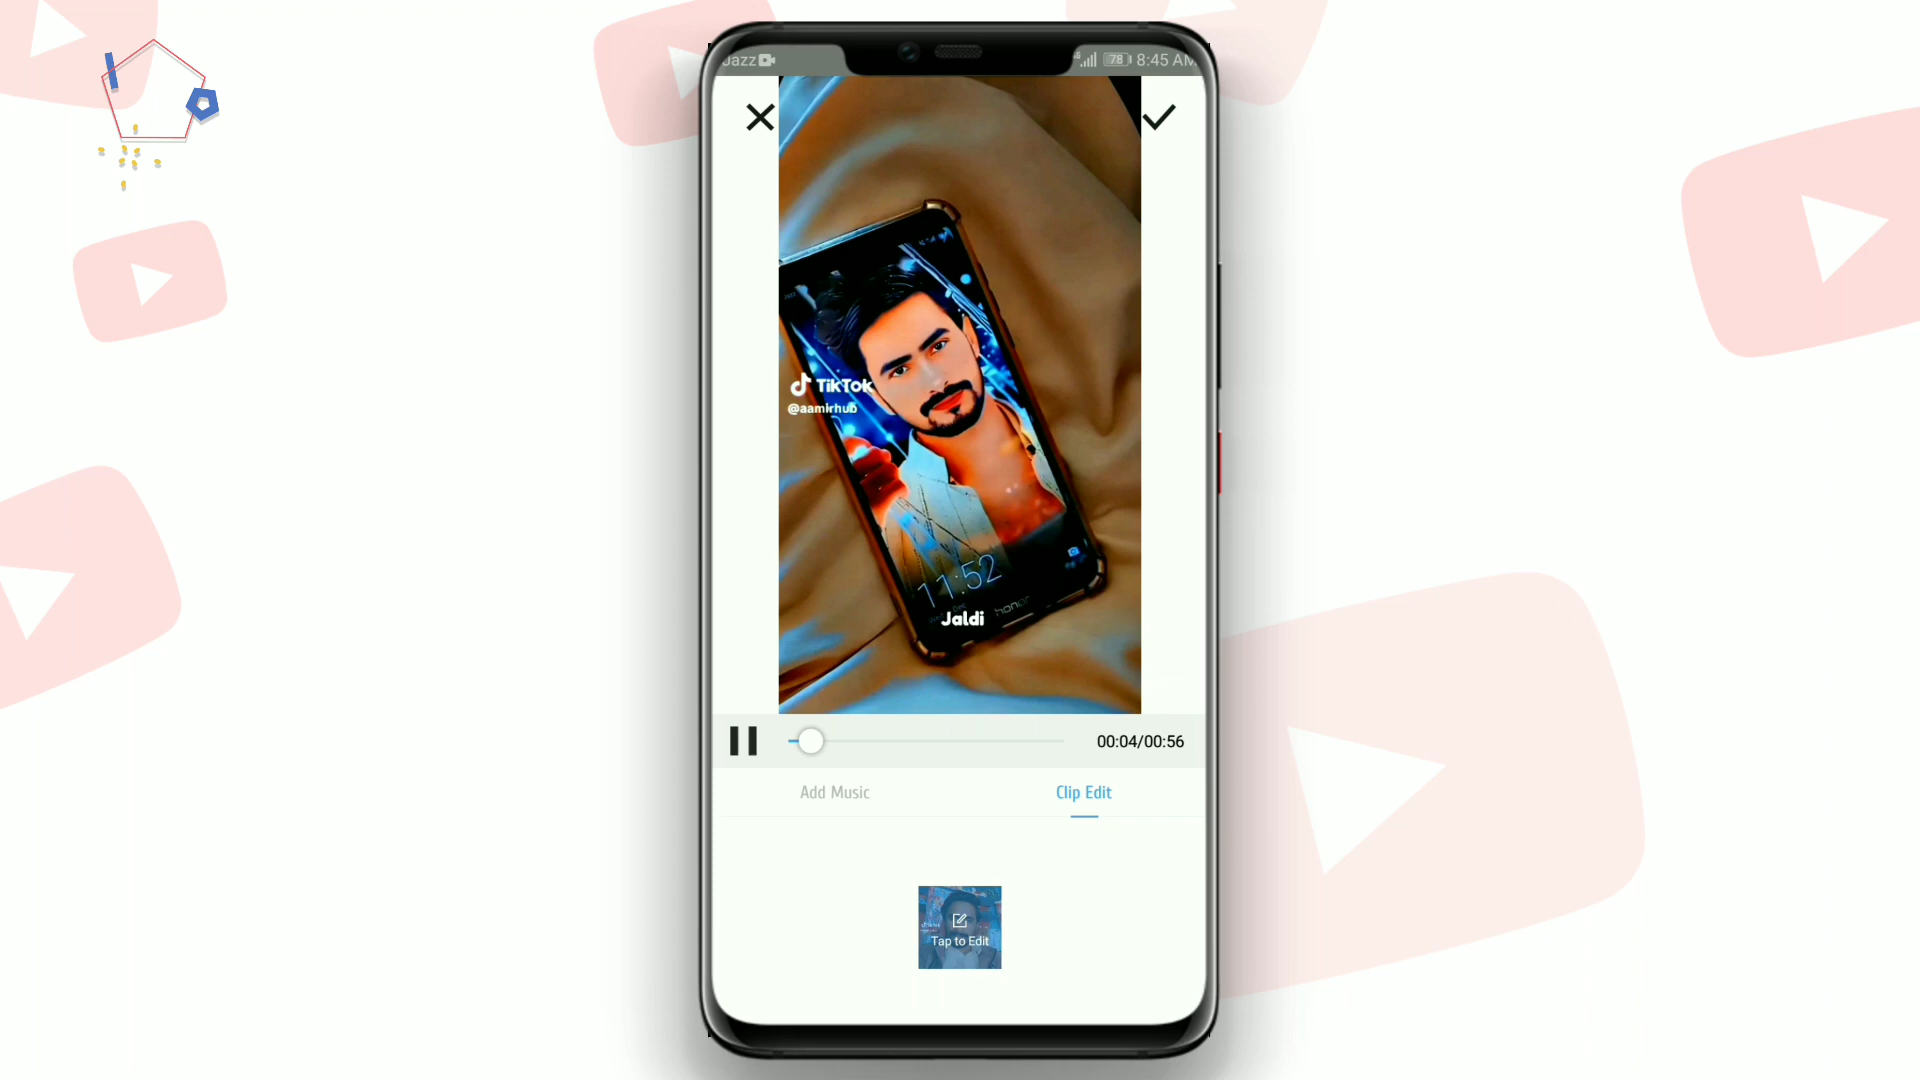 Jazz
78 8:45 AM
TikTok
@aamirhub
11:52
honor
Jaldi
00:04/00:56
Add Music
Clip Edit
Tap to Edit